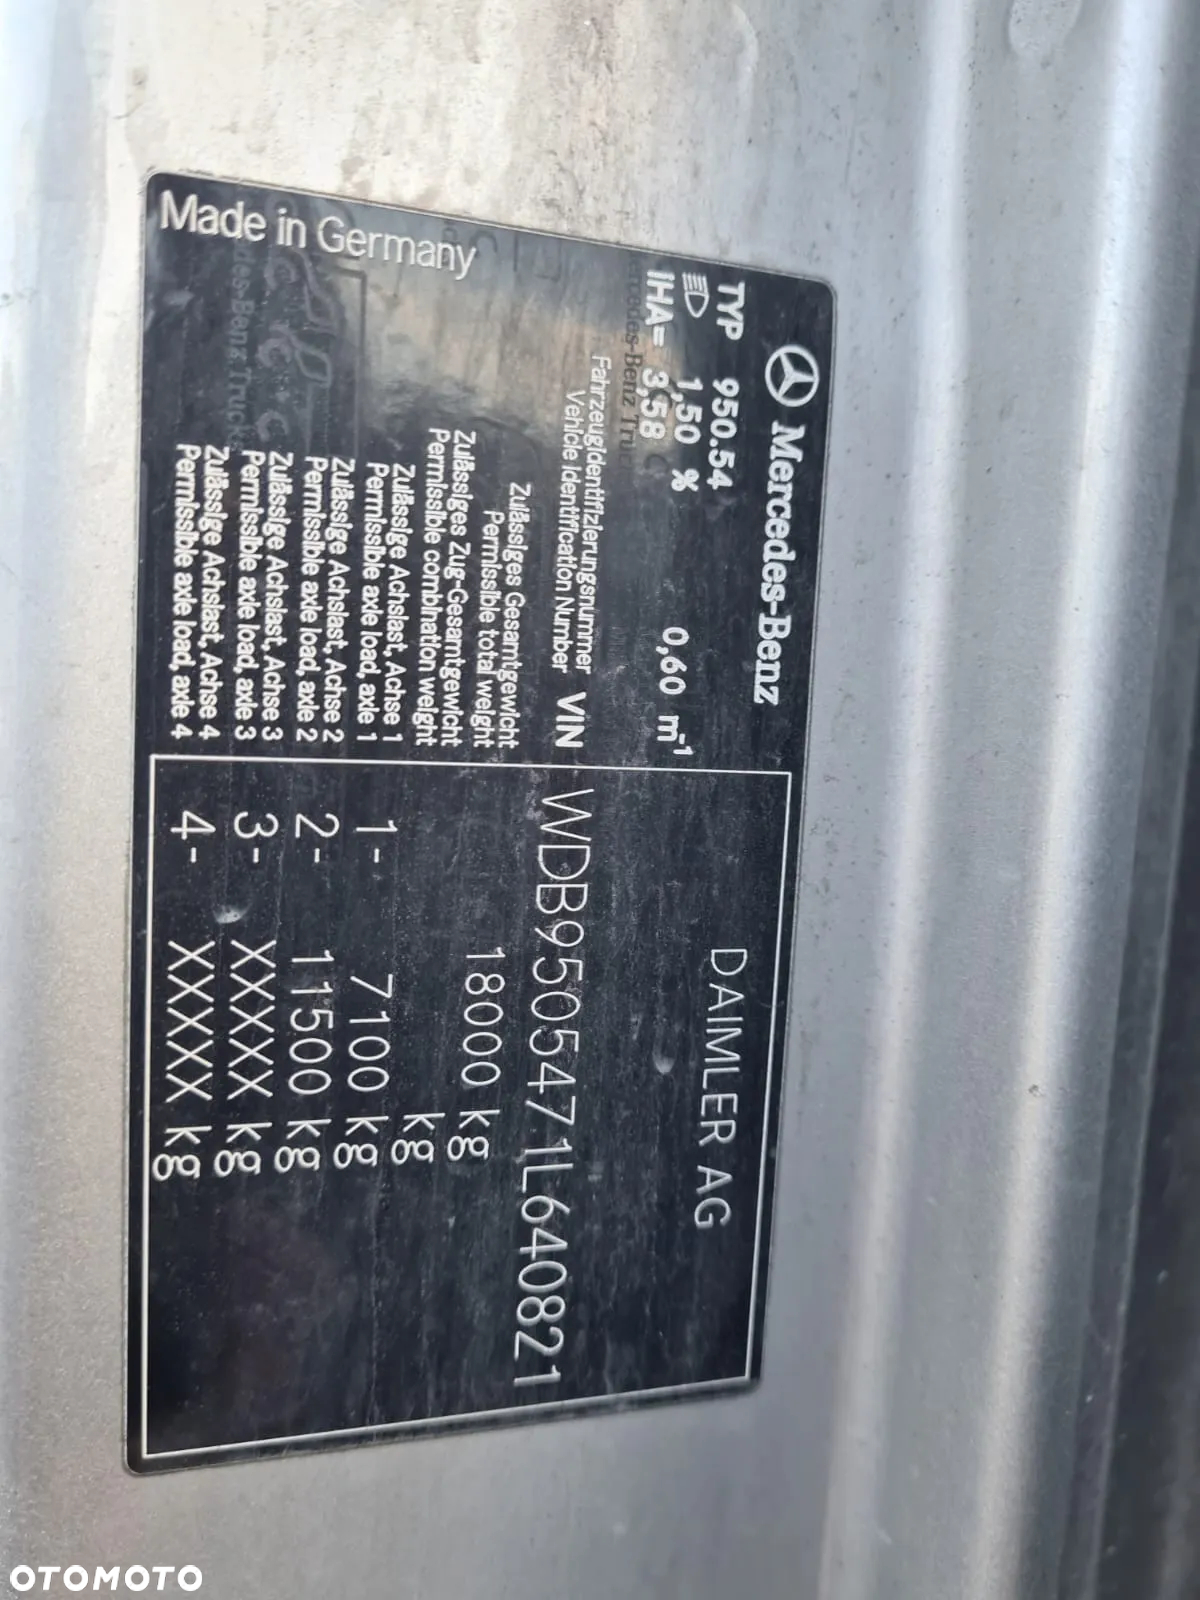 Mercedes-Benz
TYP 950.54
1,50 % 0,60 m⁻¹
IHA= 3,58
DAIMLER AG
Fahrzeugidentifizierungsnummer
Vehicle Identification Number VIN WDB9505471L640821
Zulässiges Gesamtgewicht
Permissible total weight 18000 kg
Zulässiges Zug-Gesamtgewicht
Permissible combination weight kg
Zulässige Achslast, Achse 1
Permissible axle load, axle 1 1- 7100 kg
Zulässige Achslast, Achse 2
Permissible axle load, axle 2 2- 11500 kg
Zulässige Achslast, Achse 3
Permissible axle load, axle 3 3- XXXXX kg
Zulässige Achslast, Achse 4
Permissible axle load, axle 4 4- XXXXX kg
Made in Germany
OTOMOTO